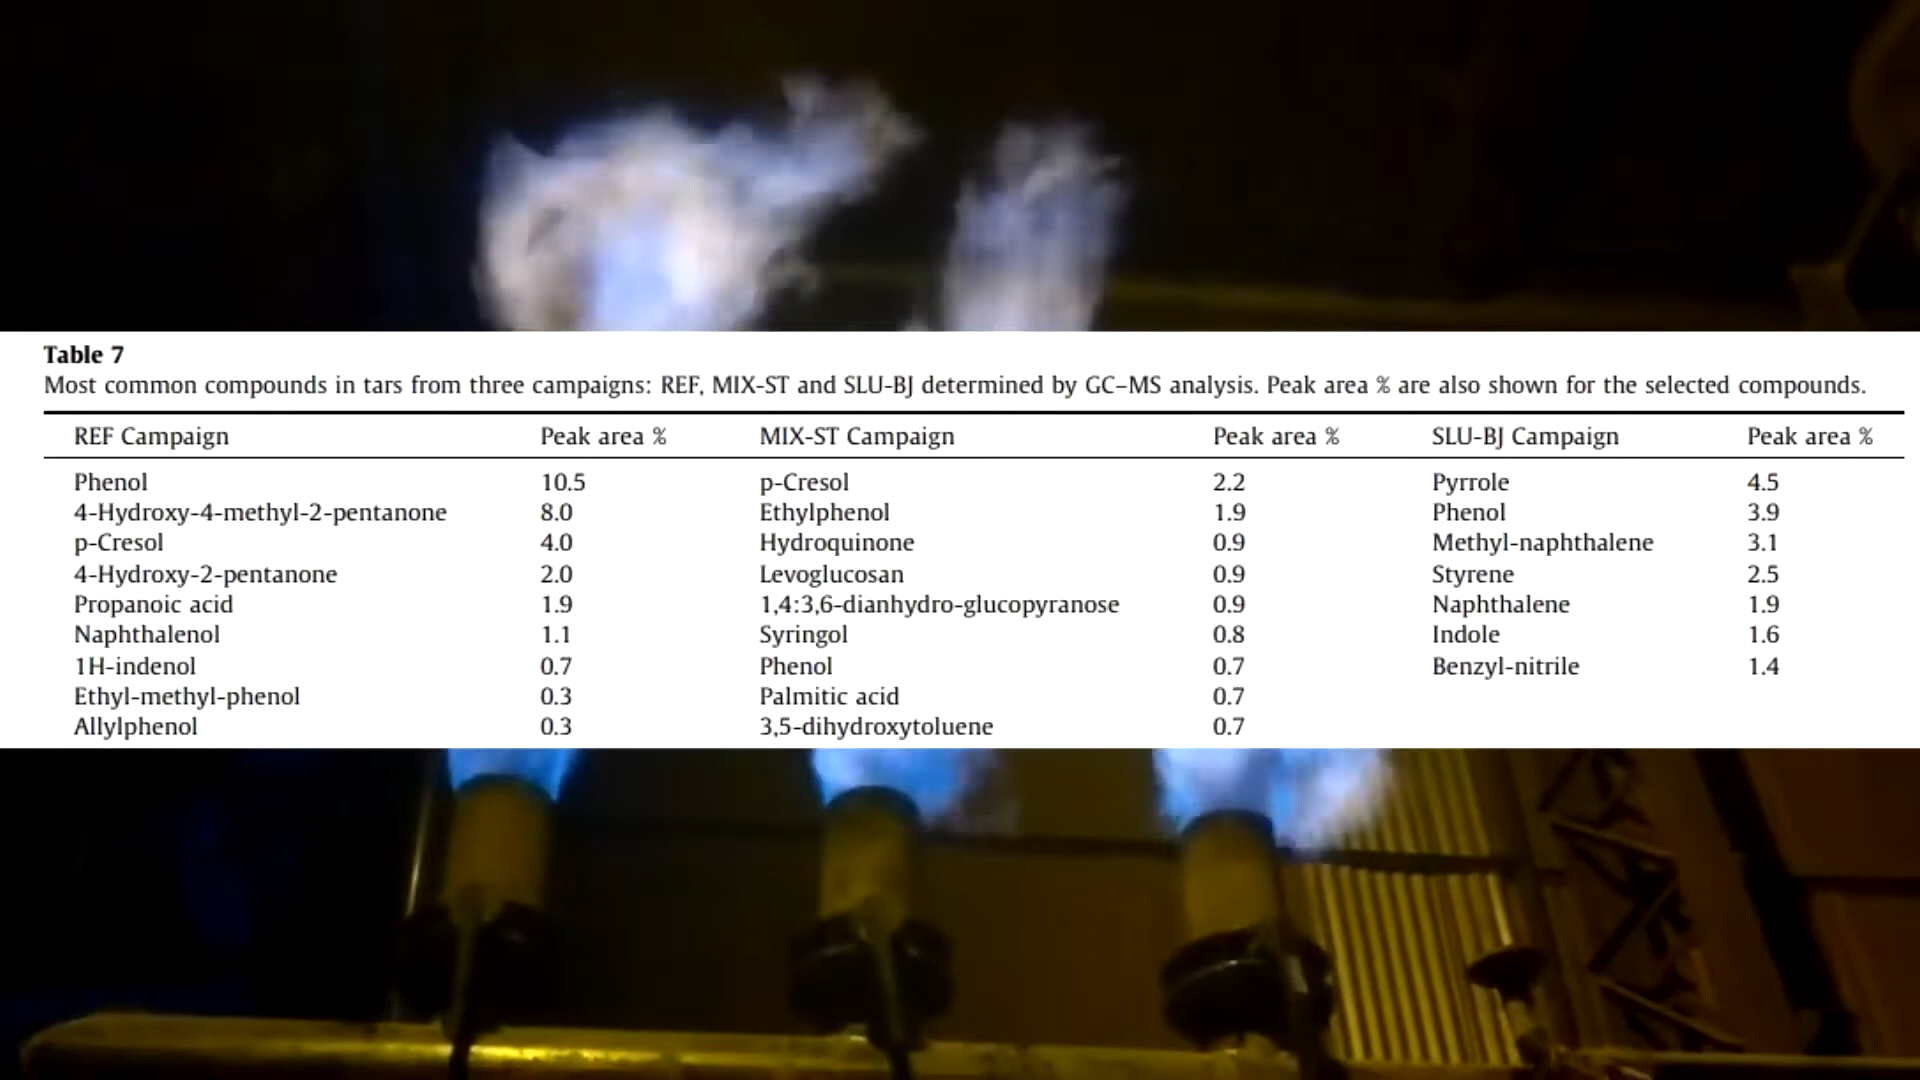 Table 7
Most common compounds in tars from three campaigns: REF, MIX-ST and SLU-BJ determined by GC–MS analysis. Peak area % are also shown for the selected compounds.
REF Campaign Peak area % MIX-ST Campaign Peak area % SLU-BJ Campaign Peak area %
Phenol 10.5 p-Cresol 2.2 Pyrrole 4.5
4-Hydroxy-4-methyl-2-pentanone 8.0 Ethylphenol 1.9 Phenol 3.9
p-Cresol 4.0 Hydroquinone 0.9 Methyl-naphthalene 3.1
4-Hydroxy-2-pentanone 2.0 Levoglucosan 0.9 Styrene 2.5
Propanoic acid 1.9 1,4:3,6-dianhydro-glucopyranose 0.9 Naphthalene 1.9
Naphthalenol 1.1 Syringol 0.8 Indole 1.6
1H-indenol 0.7 Phenol 0.7 Benzyl-nitrile 1.4
Ethyl-methyl-phenol 0.3 Palmitic acid 0.7
Allylphenol 0.3 3,5-dihydroxytoluene 0.7